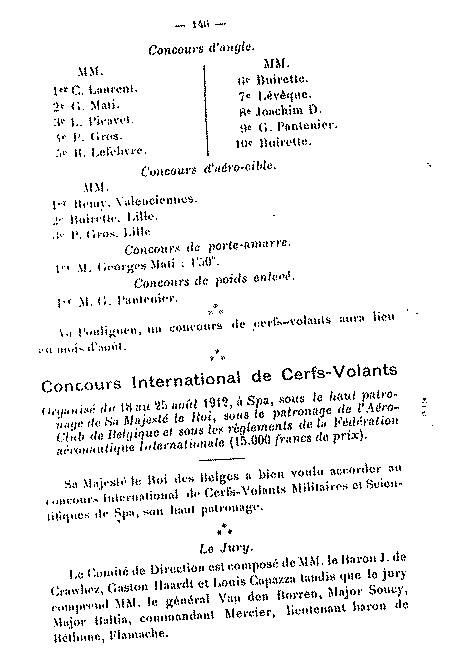 — 140 —
Concours d'angle.
MM.
1er C. Laurent.
2e G. Mati.
3e L. Picavet.
4e P. Gros.
5e R. Lefebvre.
MM.
6e Buirette.
7e Lévêque.
8e Joachim D.
9e G. Pantenier.
10e Buirette.
Concours d'aéro-cible.
MM.
1er Remy, Valenciennes.
2e Buirette, Lille.
3e P. Gros, Lille
Concours de porte-amarre.
1er M. Georges Mati : 1'50".
Concours de poids enlevé.
1er M. G. Pantenier.
* * *
Au Pouliguen, un concours de cerfs-volants aura lieu
au mois d'août.
* * *
Concours International de Cerfs-Volants
Organisé du 18 au 25 août 1912, à Spa, sous le haut patro-
nage de Sa Majesté le Roi, sous le patronage de l'Aéro-
Club de Belgique et sous les règlements de la Fédération
aéronautique Internationale (15.000 francs de prix).
Sa Majesté le Roi des Belges a bien voulu accorder au
concours International de Cerfs-Volants Militaires et Scien-
tifiques de Spa, son haut patronage.
* * *
Le Jury.
Le Comité de Direction est composé de MM. le Baron J. de
Crawhez, Gaston Haardt et Louis Capazza tandis que le jury
comprend MM. le général Van den Borren, Major Soucy,
Major Baltia, commandant Mercier, lieutenant baron de
Béthune, Flamache.